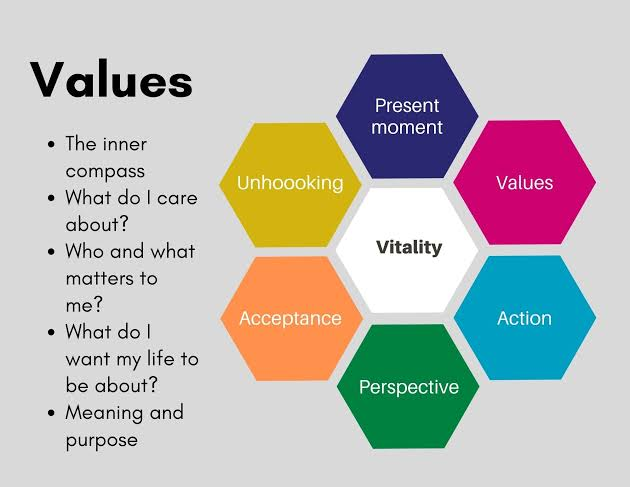 Values
• The inner
compass
• What do I care
about?
• Who and what
matters to
me?
• What do I
want my life to
be about?
• Meaning and
purpose
Present
moment
Unhoooking
Values
Vitality
Acceptance
Action
Perspective